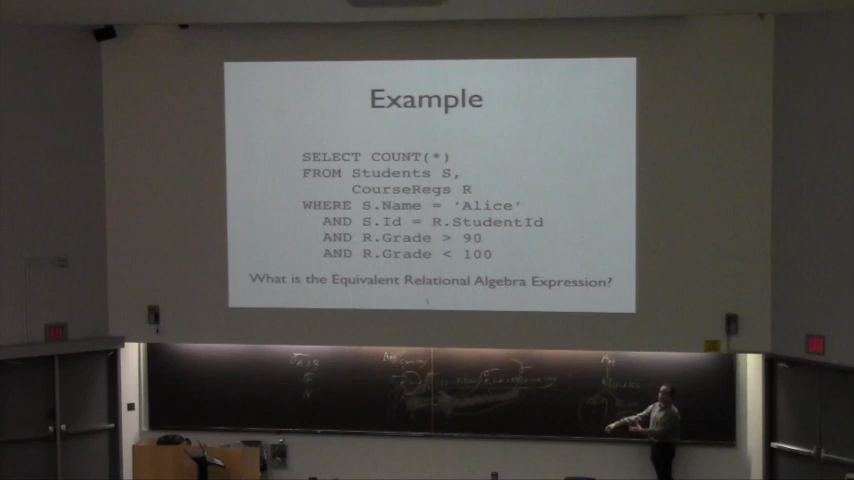 Example
SELECT COUNT(*)
FROM Students S,
CourseRegs R
WHERE S.Name = ‘Alice’
AND S.Id = R.StudentId
AND R.Grade > 90
AND R.Grade < 100
What is the Equivalent Relational Algebra Expression?